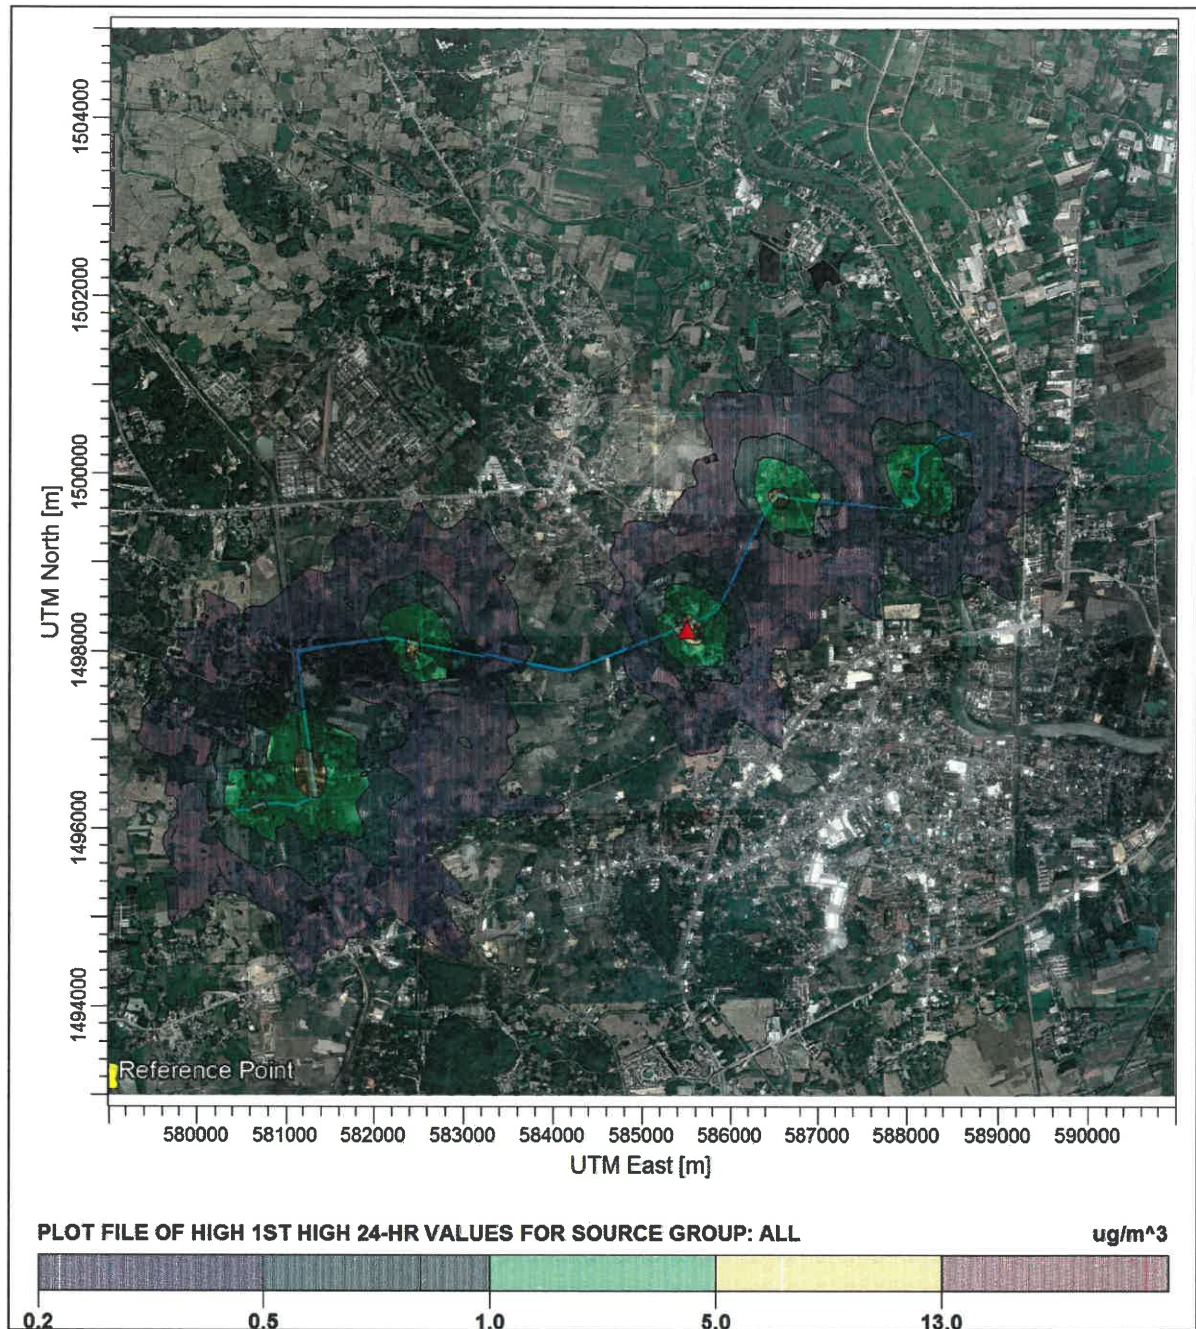 1504000
1502000
1500000
1498000
1496000
1494000
UTM North [m]
Reference Point
580000 581000 582000 583000 584000 585000 586000 587000 588000 589000 590000
UTM East [m]
PLOT FILE OF HIGH 1ST HIGH 24-HR VALUES FOR SOURCE GROUP: ALL ug/m^3
0.2 0.5 1.0 5.0 13.0